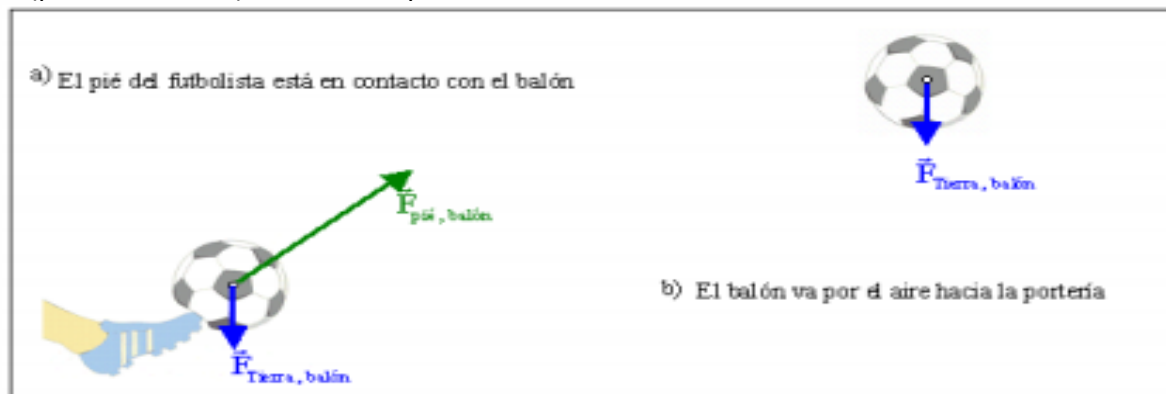 a) El pié del futbolista está en contacto con el balón
F⃗ pié, balón
F⃗ Tierra, balón
F⃗ Tierra, balón
b) El balón va por el aire hacia la portería